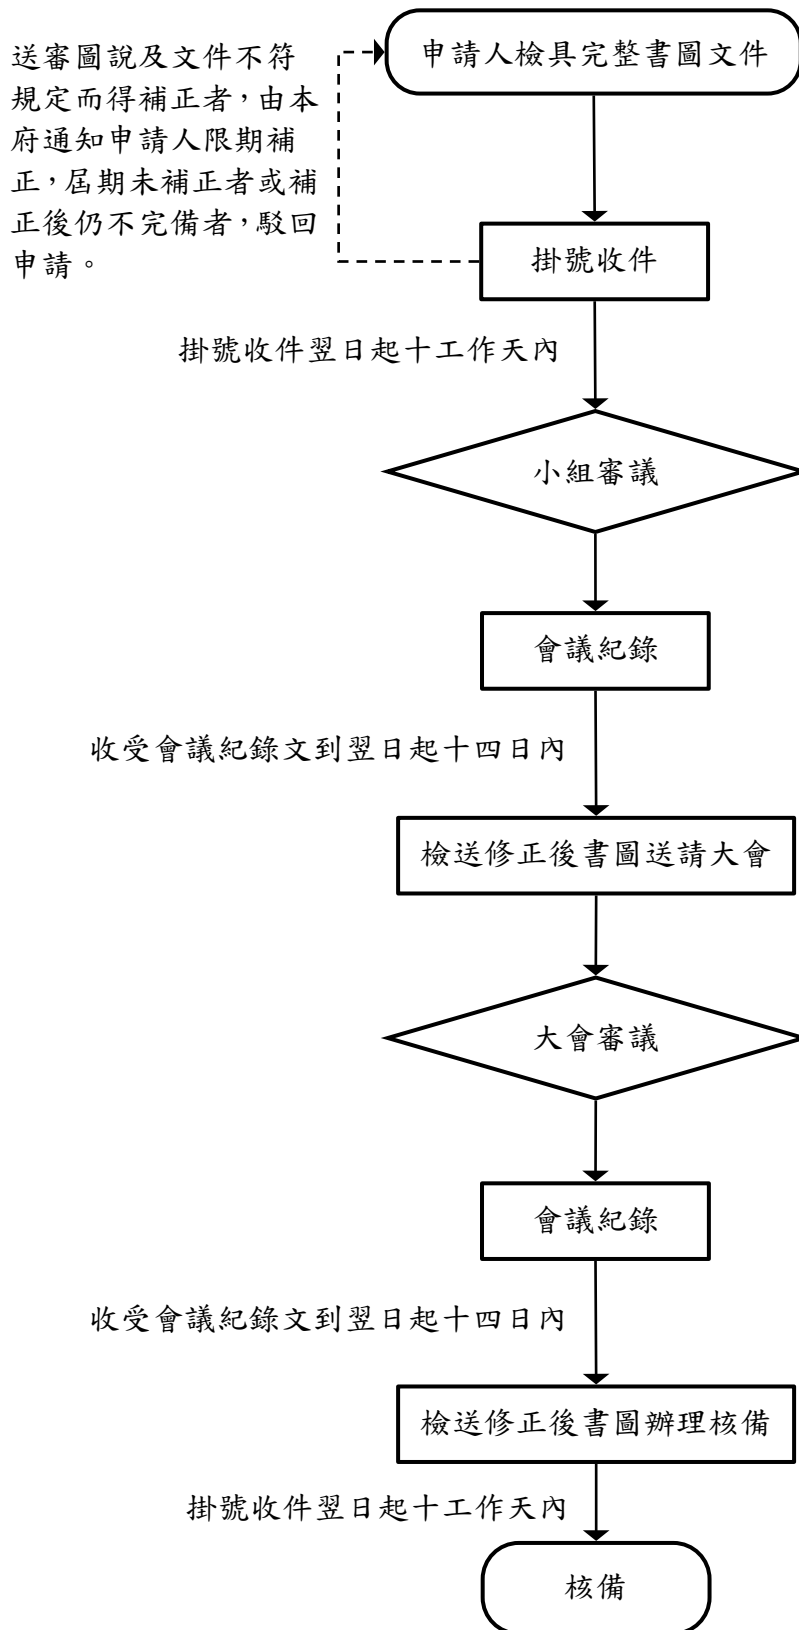 申請人檢具完整書圖文件
送審圖說及文件不符
規定而得補正者，由本
府通知申請人限期補
正，屆期未補正者或補
正後仍不完備者，駁回
申請。
掛號收件
掛號收件翌日起十工作天內
小組審議
會議紀錄
收受會議紀錄文到翌日起十四日內
檢送修正後書圖送請大會
大會審議
會議紀錄
收受會議紀錄文到翌日起十四日內
檢送修正後書圖辦理核備
掛號收件翌日起十工作天內
核備